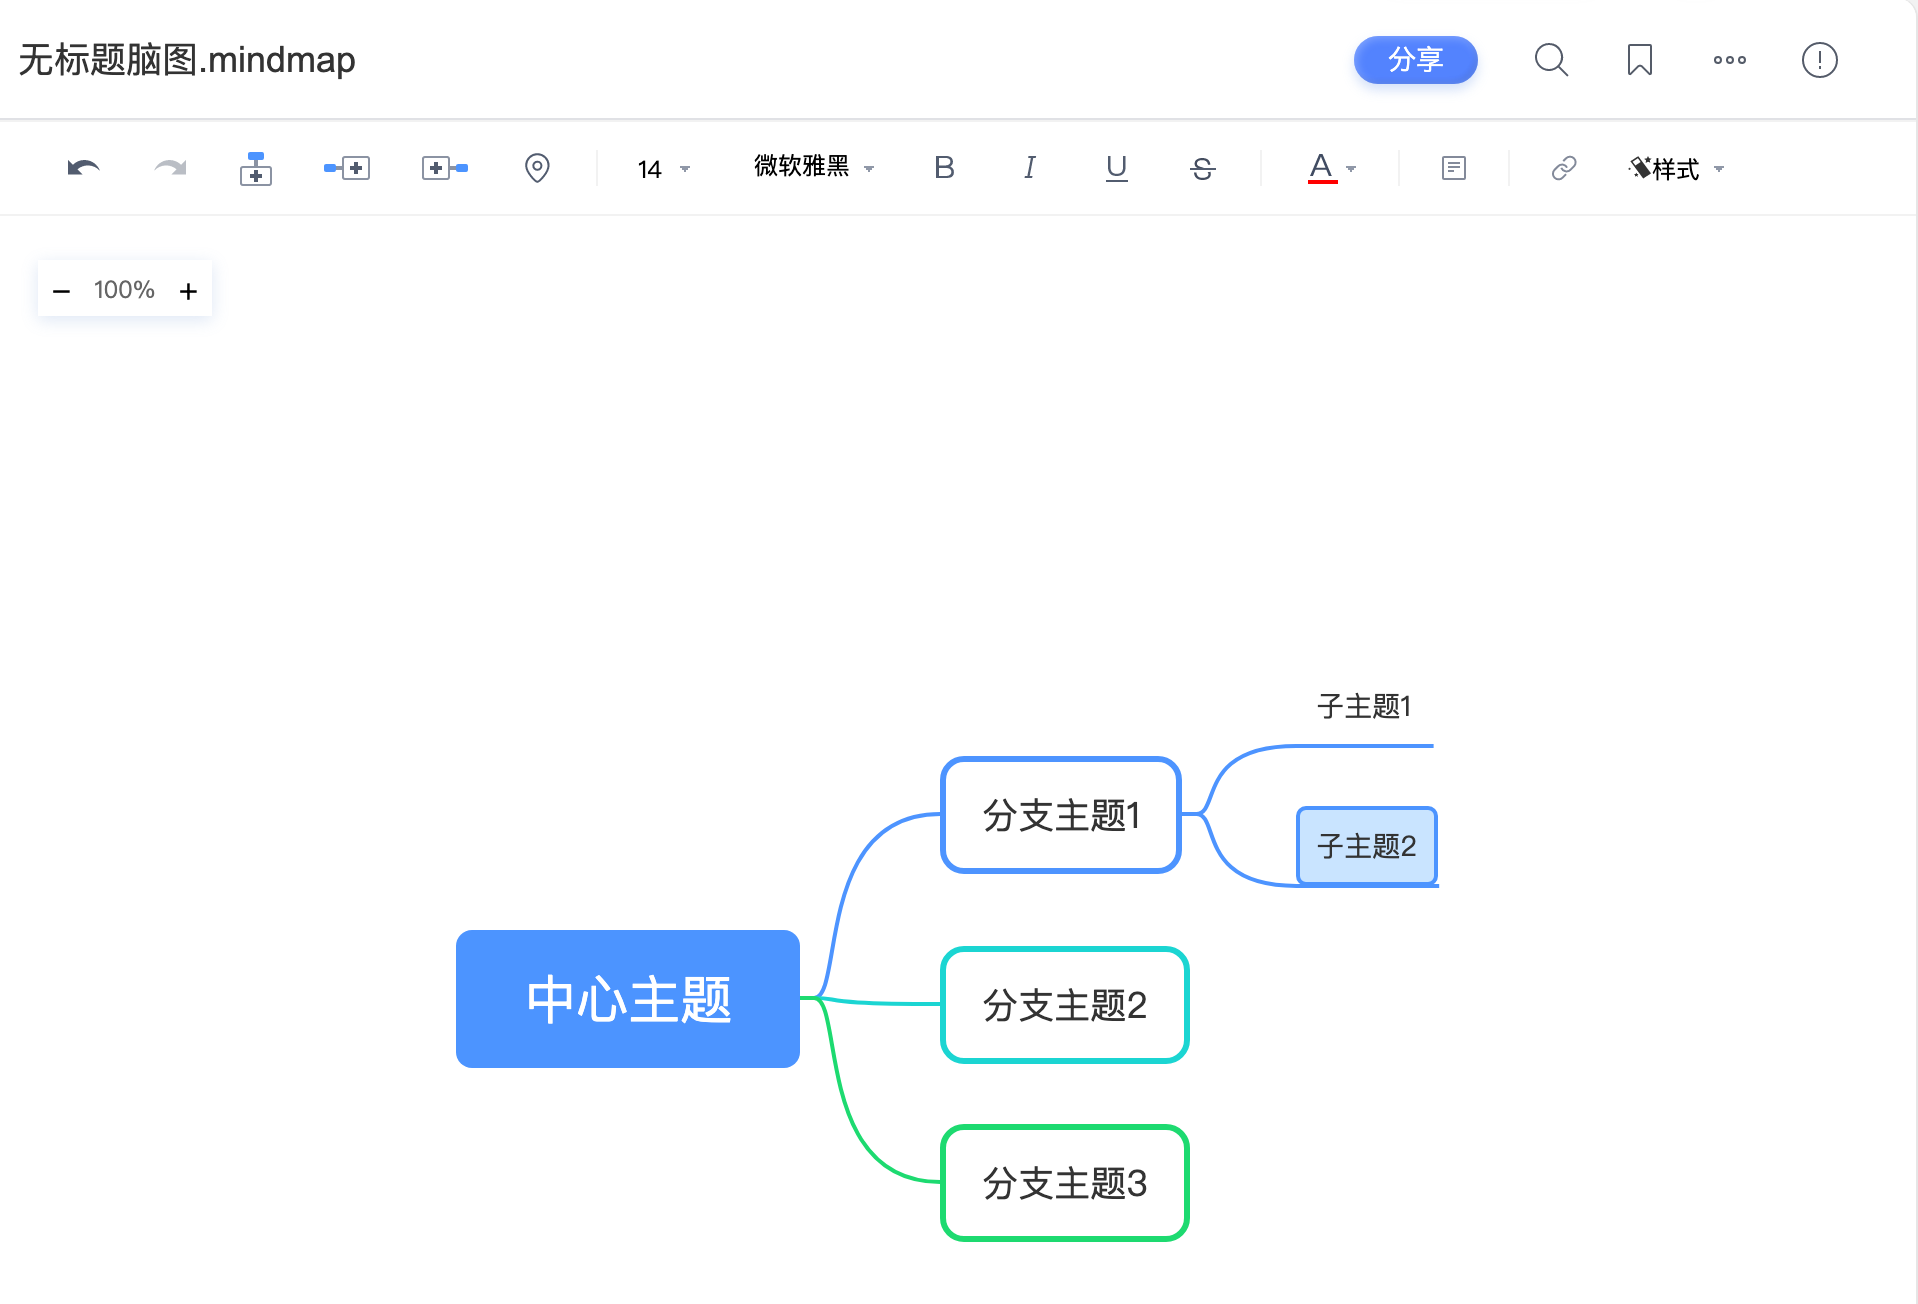 无标题脑图.mindmap
分享
14 微软雅黑 B I U S A 样式
− 100% +
子主题1
分支主题1
子主题2
中心主题
分支主题2
分支主题3